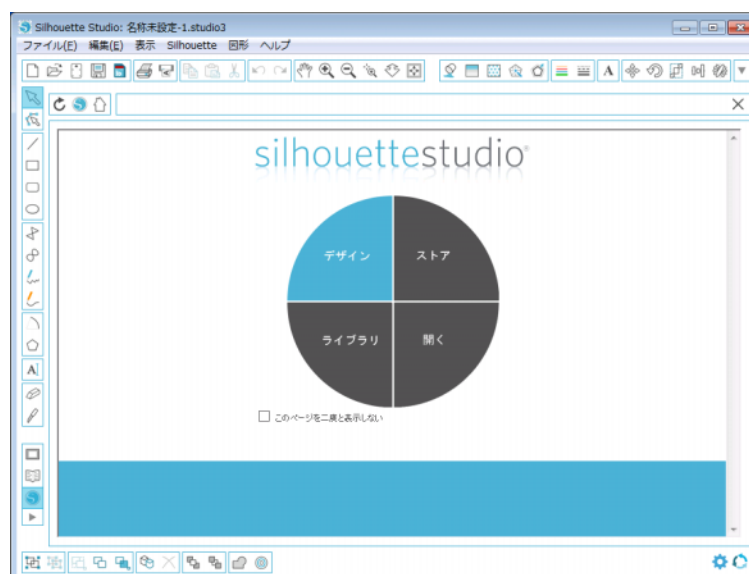 Silhouette Studio: 名称未設定-1.studio3
ファイル(F) 編集(E) 表示 Silhouette 図形 ヘルプ
A
silhouettestudio®
デザイン ストア
ライブラリ 開く
A
このページを二度と表示しない